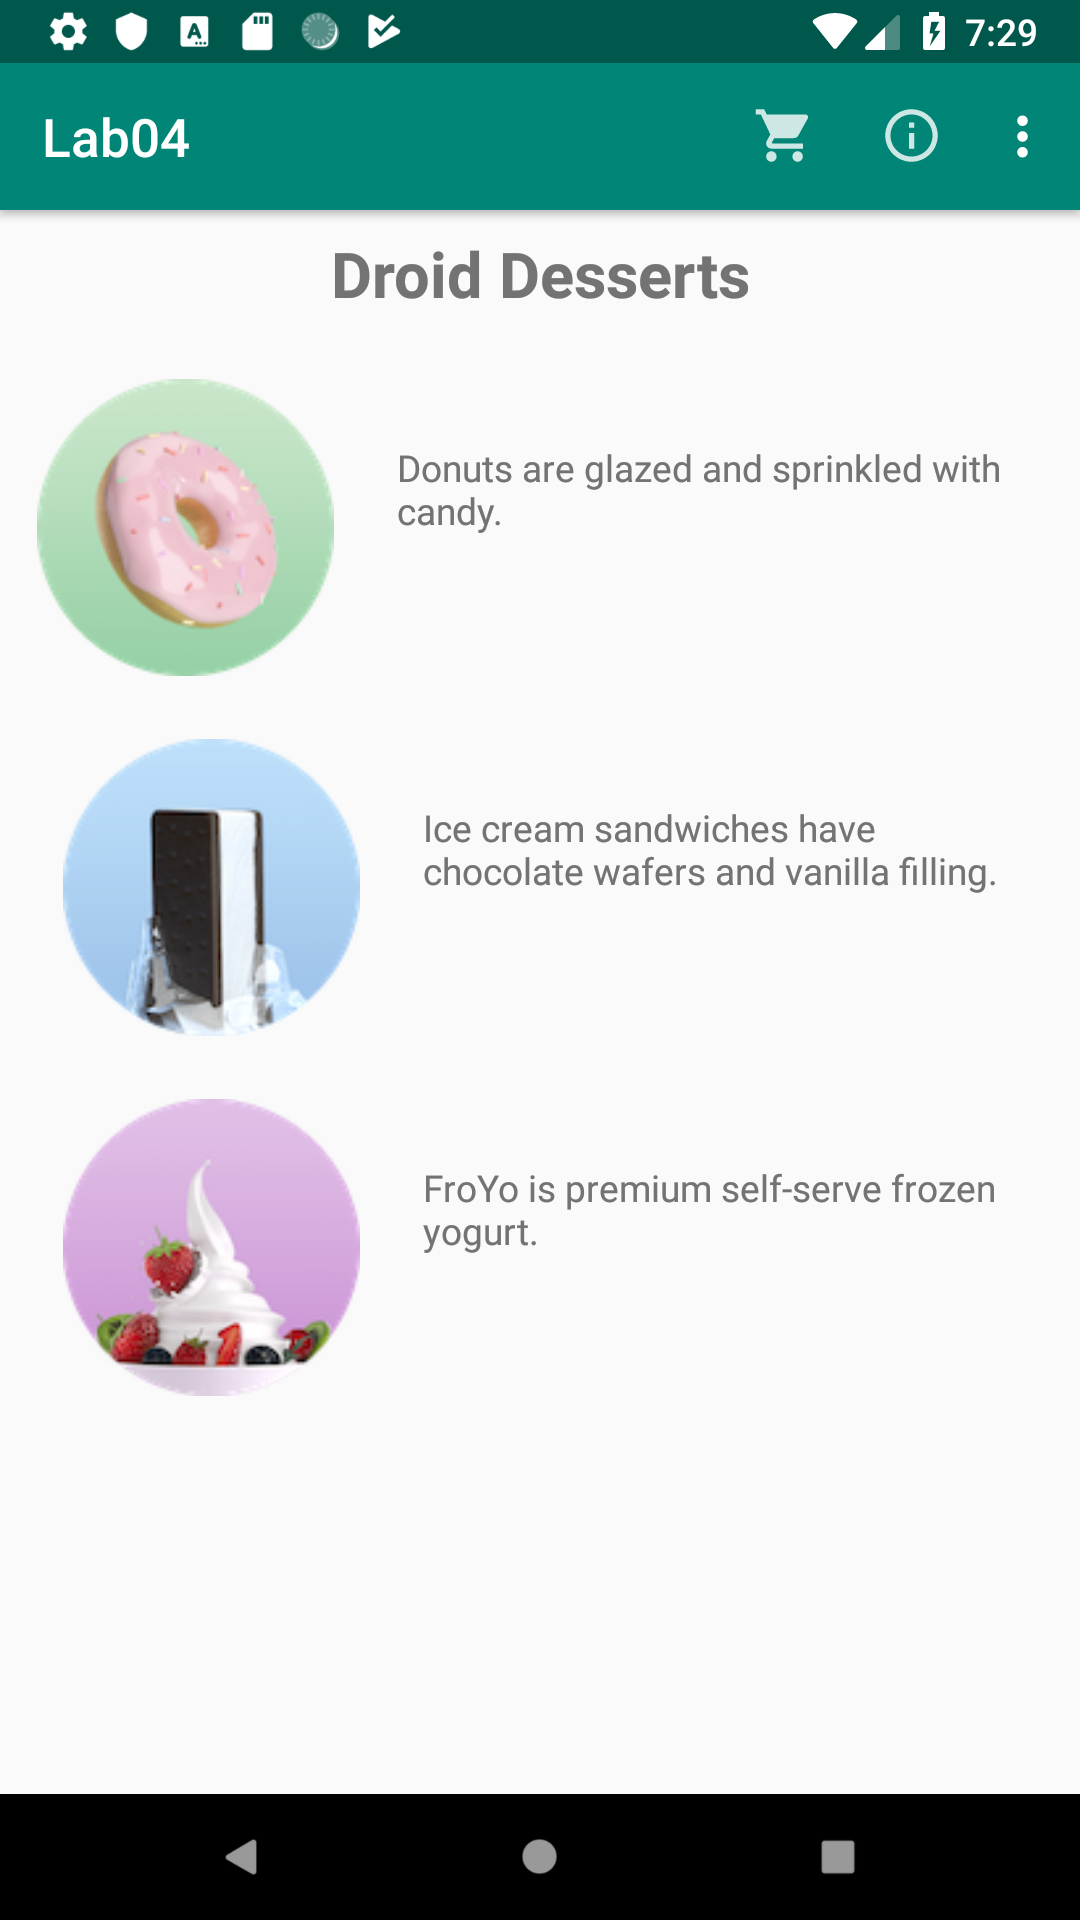 7:29
Lab04
Droid Desserts
Donuts are glazed and sprinkled with
candy.
Ice cream sandwiches have
chocolate wafers and vanilla filling.
FroYo is premium self-serve frozen
yogurt.